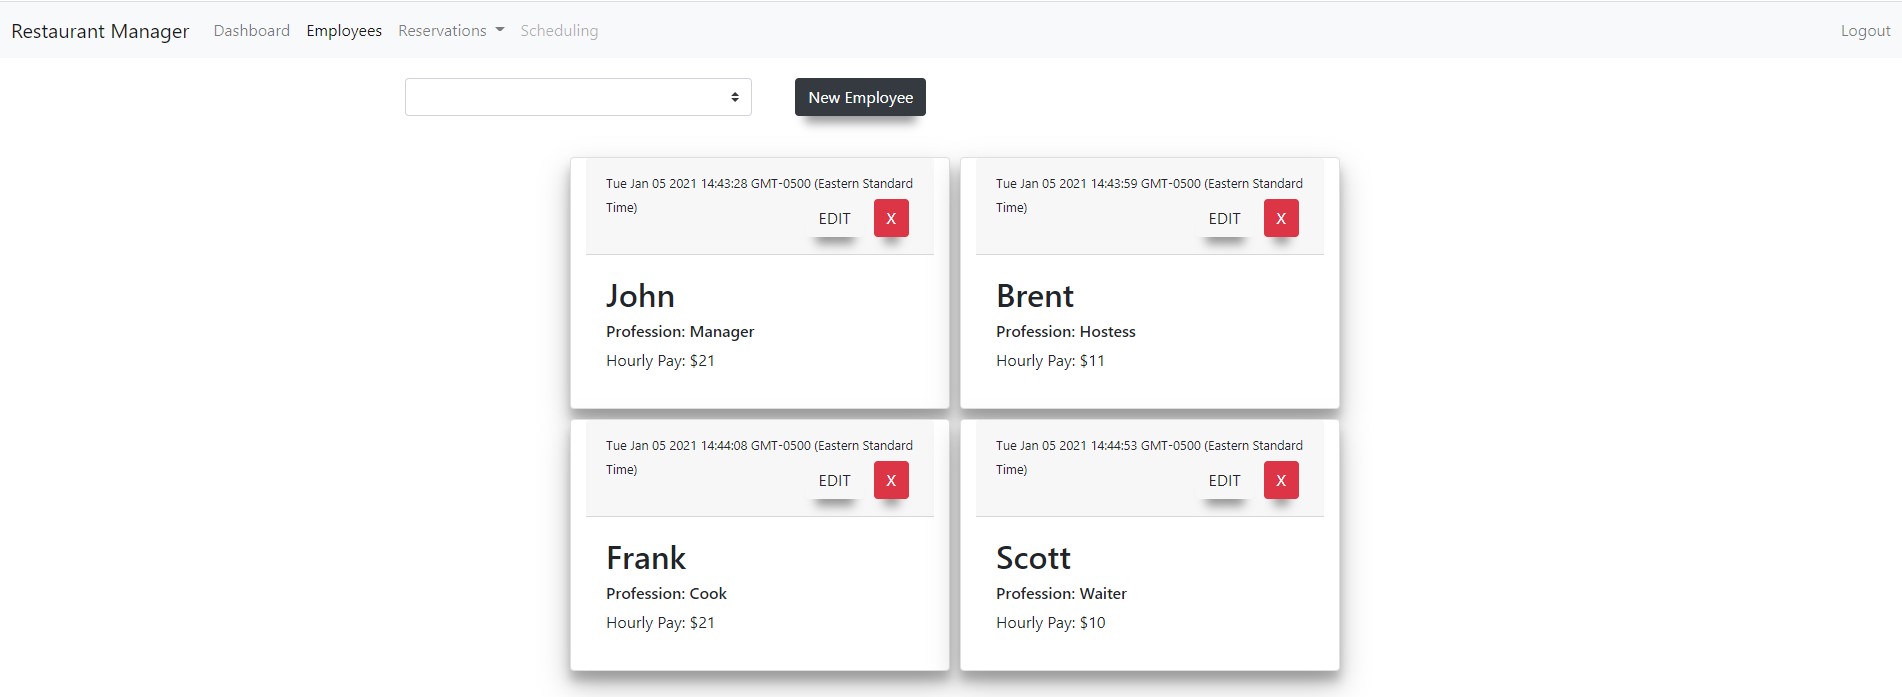 Restaurant Manager Dashboard Employees Reservations Scheduling Logout
New Employee
Tue Jan 05 2021 14:43:28 GMT-0500 (Eastern Standard
Time)
EDIT X
John
Profession: Manager
Hourly Pay: $21
Tue Jan 05 2021 14:43:59 GMT-0500 (Eastern Standard
Time)
EDIT X
Brent
Profession: Hostess
Hourly Pay: $11
Tue Jan 05 2021 14:44:08 GMT-0500 (Eastern Standard
Time)
EDIT X
Frank
Profession: Cook
Hourly Pay: $21
Tue Jan 05 2021 14:44:53 GMT-0500 (Eastern Standard
Time)
EDIT X
Scott
Profession: Waiter
Hourly Pay: $10